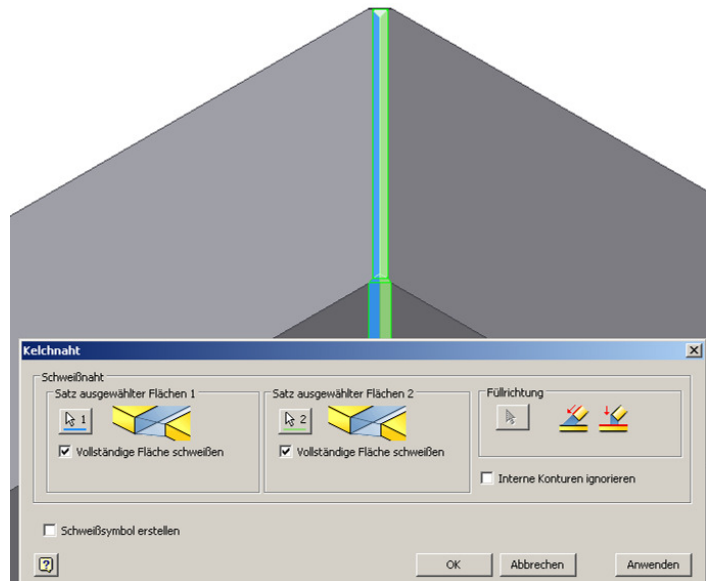 Kelchnaht
Schweißnaht
Satz ausgewählter Flächen 1
1
Vollständige Fläche schweißen
Satz ausgewählter Flächen 2
2
Vollständige Fläche schweißen
Füllrichtung
Interne Konturen ignorieren
Schweißsymbol erstellen
?
OK
Abbrechen
Anwenden